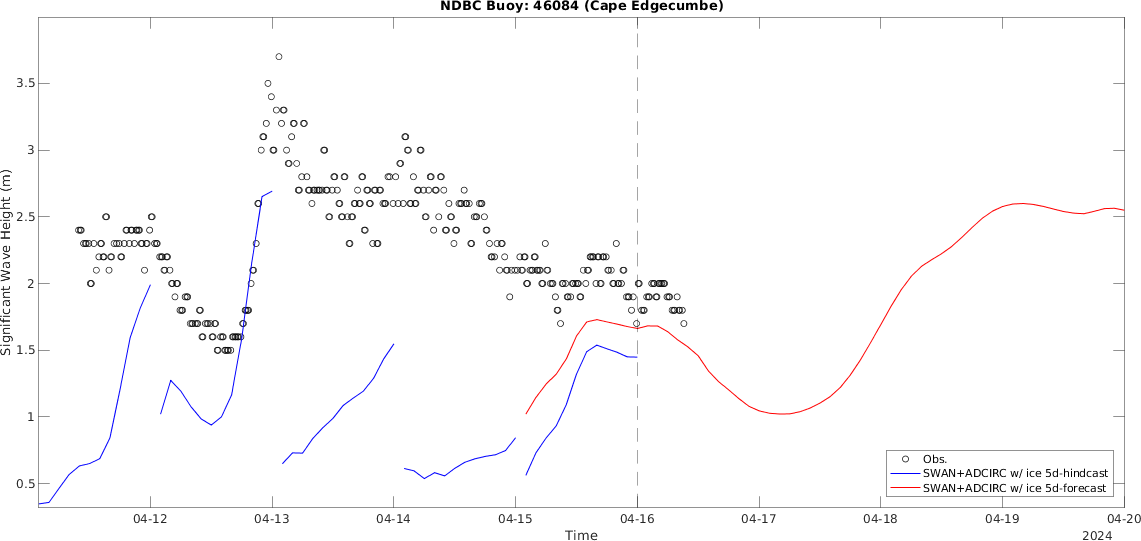 NDBC Buoy: 46084 (Cape Edgecumbe)
Significant Wave Height (m)
3.5
3
2.5
2
1.5
1
0.5
Obs.
SWAN+ADCIRC w/ ice 5d-hindcast
SWAN+ADCIRC w/ ice 5d-forecast
04-12 04-13 04-14 04-15 04-16 04-17 04-18 04-19 04-20
Time
2024